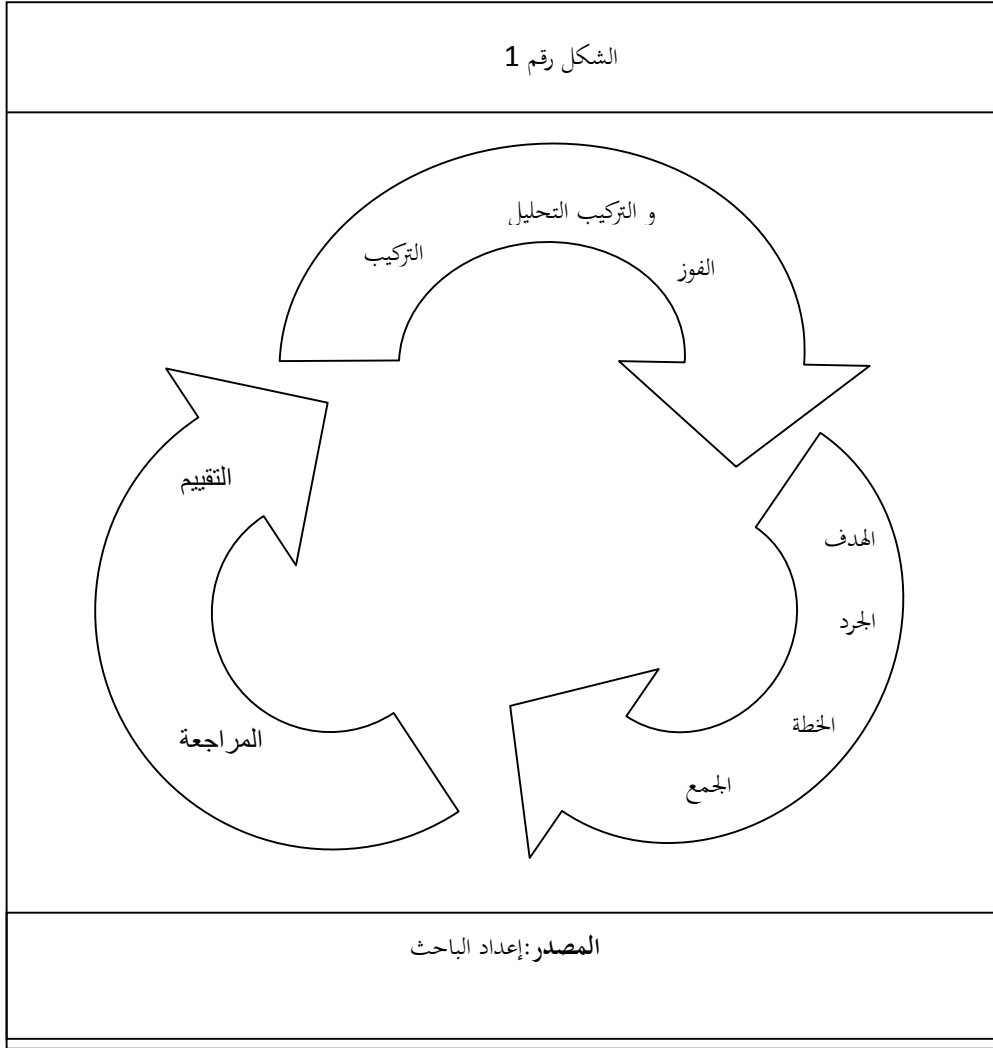 الشكل رقم 1
و التركيب التحليل
التركيب
الفوز
التقييم
الهدف
الجرد
الخطة
الجمع
المراجعة
المصدر:إعداد الباحث